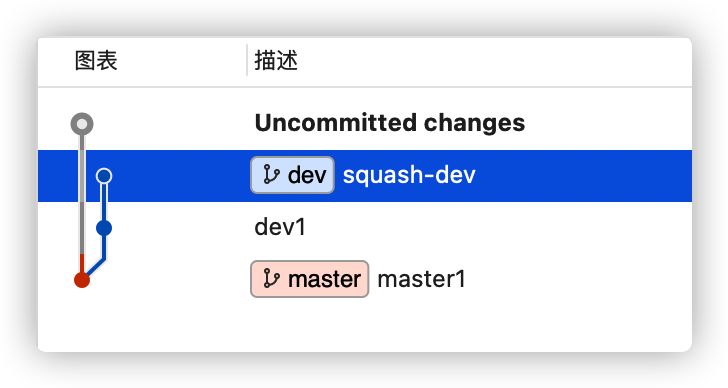 图表 描述
Uncommitted changes
dev squash-dev
dev1
master master1